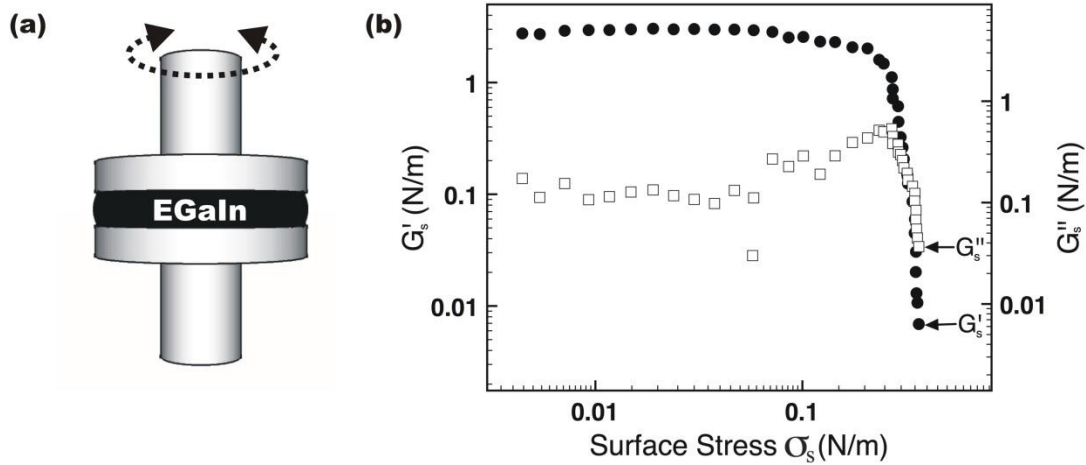 (a)
EGaIn
(b)
1
0.1
0.01
G's (N/m)
0.01
0.1
Surface Stress σs (N/m)
1
0.1
0.01
G''s (N/m)
G''s
G's